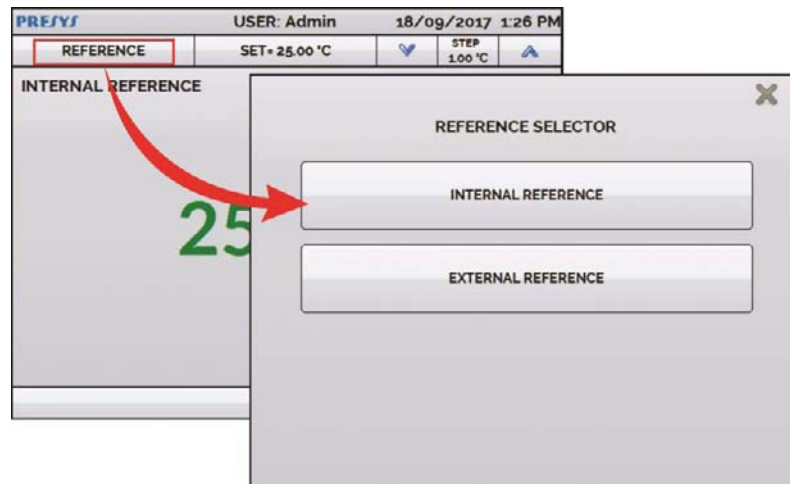 PRESYS USER: Admin 18/09/2017 1:26 PM
REFERENCE SET= 25.00 °C STEP
1.00 °C
INTERNAL REFERENCE
25
REFERENCE SELECTOR
INTERNAL REFERENCE
EXTERNAL REFERENCE